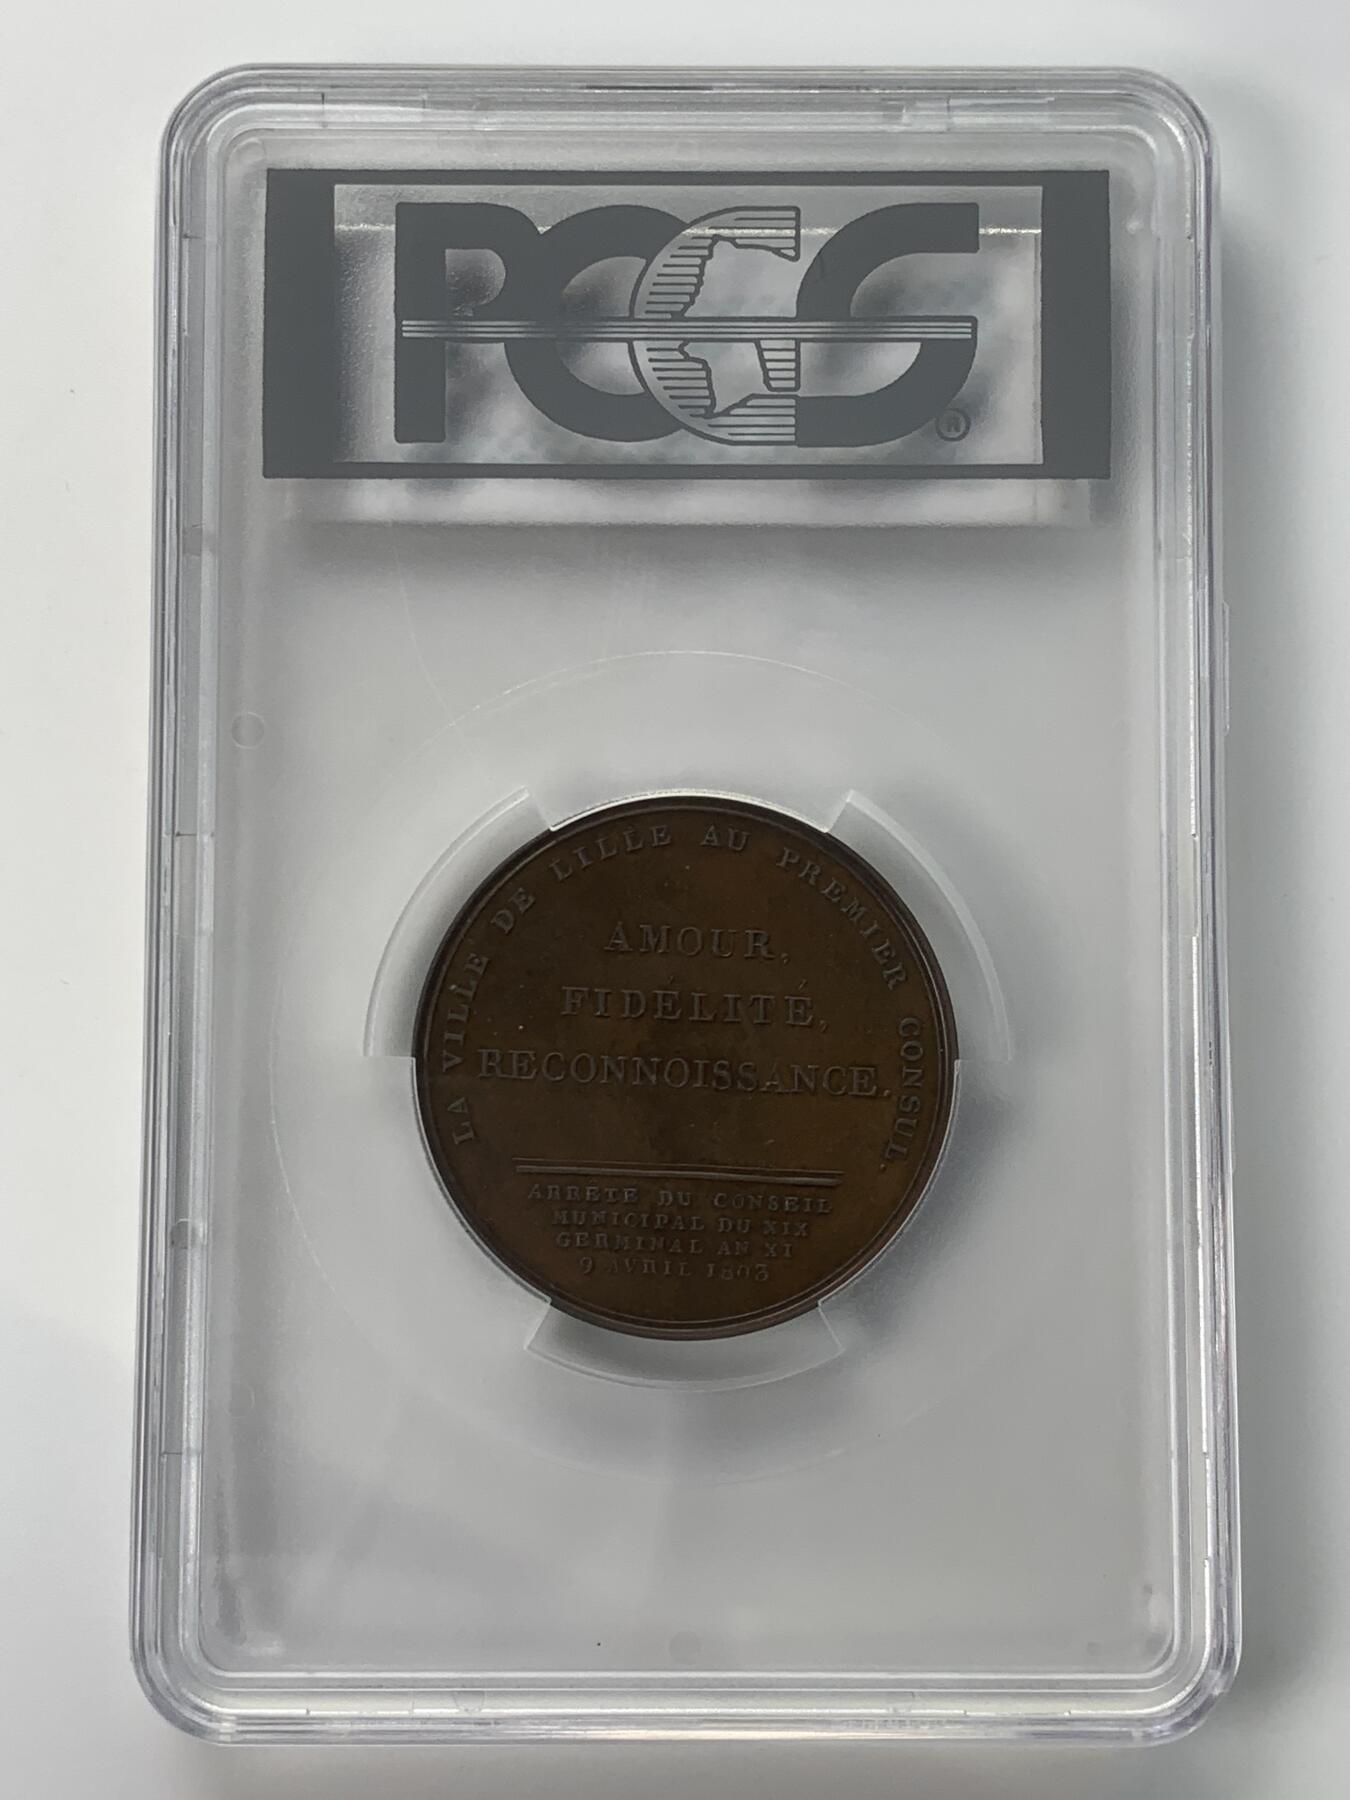 PCGS
®
LA VILLE DE LILLE AU PREMIER CONSUL.
AMOUR,
FIDÉLITÉ,
RECONNOISSANCE.
ARRÊTÉ DU CONSEIL
MUNICIPAL DU XIX
GERMINAL AN XI
9 AVRIL 1803